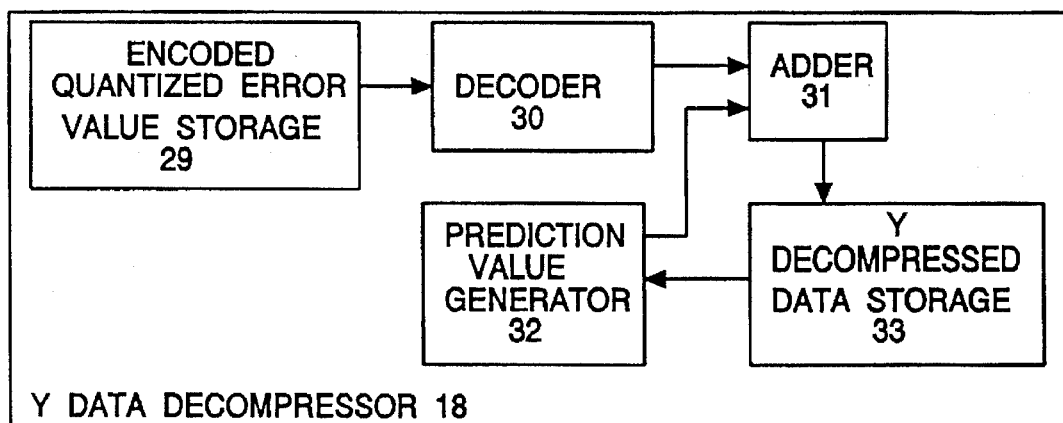 ENCODED
QUANTIZED ERROR
VALUE STORAGE
29
DECODER
30
ADDER
31
PREDICTION
VALUE
GENERATOR
32
Y
DECOMPRESSED
DATA STORAGE
33
Y DATA DECOMPRESSOR 18